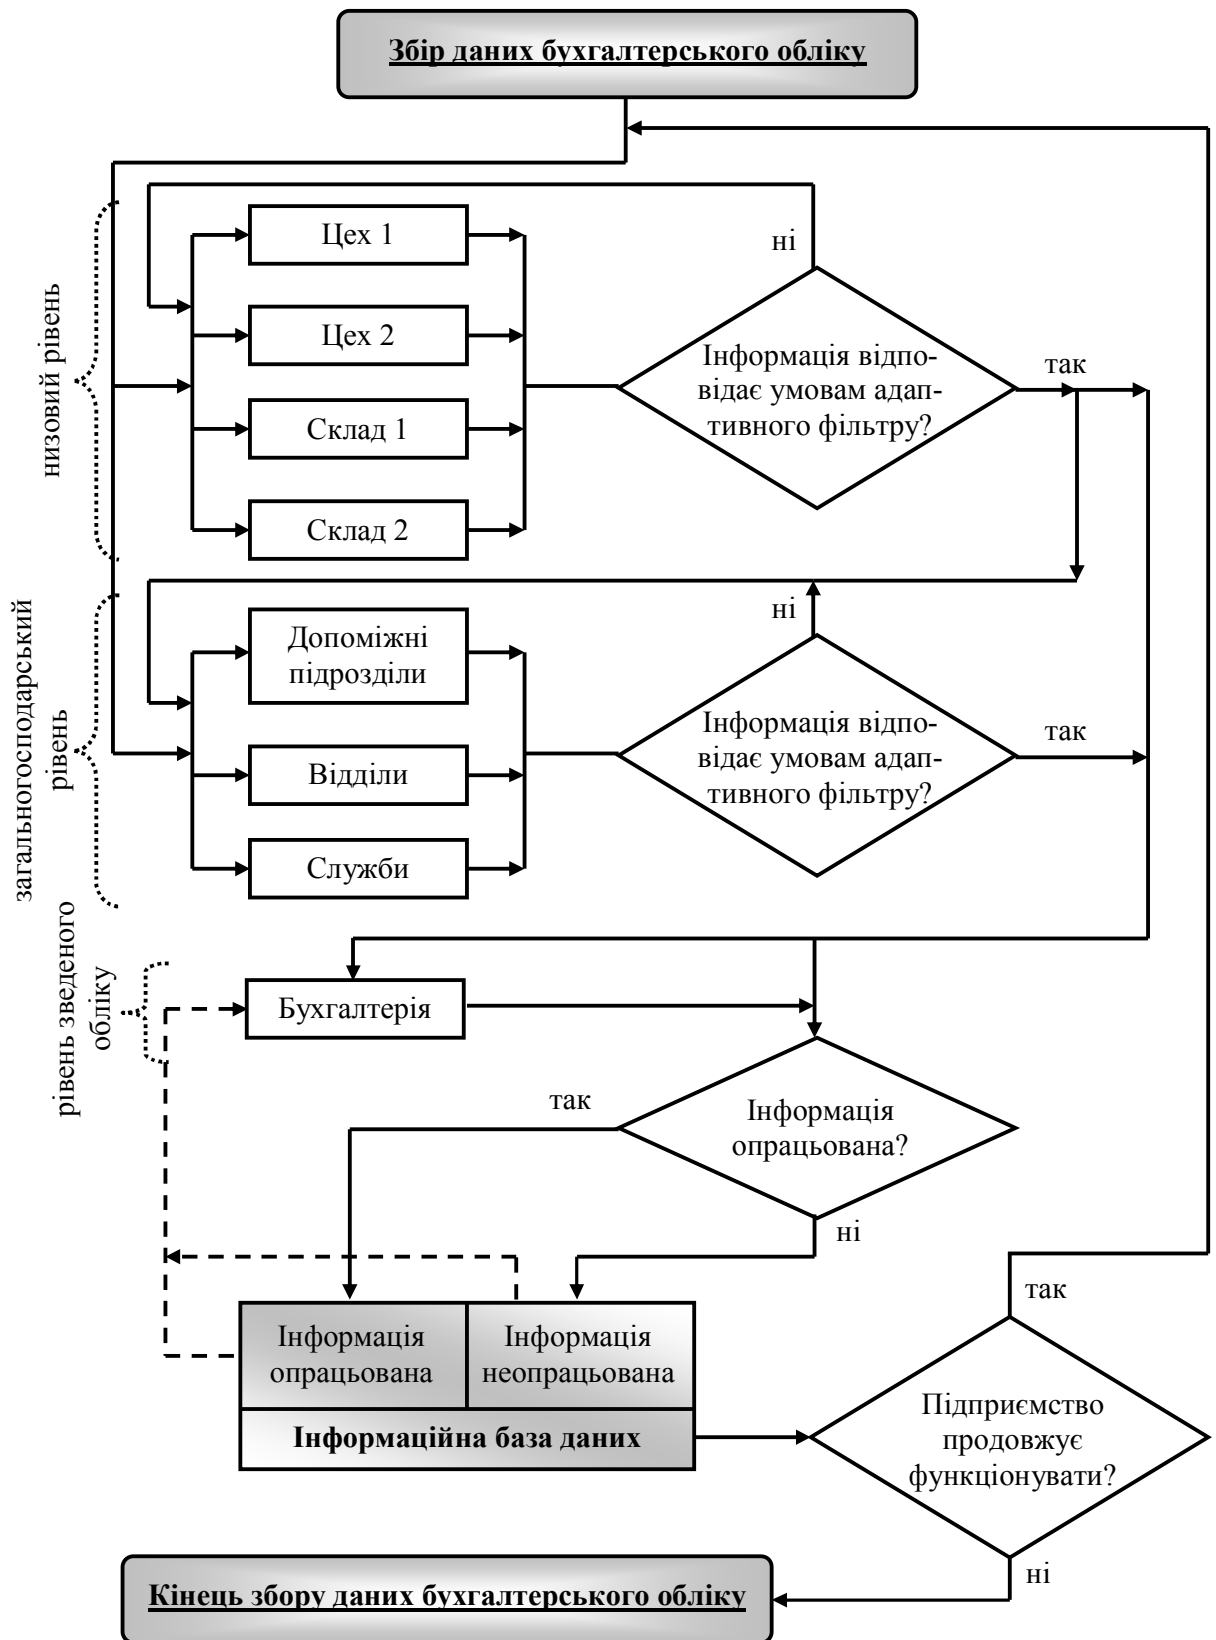 Збір даних бухгалтерського обліку
низовий рівень
Цех 1
Цех 2
Склад 1
Склад 2
ні
Інформація відпо-
відає умовам адап-
тивного фільтру?
так
загальногосподарський
рівень
Допоміжні
підрозділи
Відділи
Служби
ні
Інформація відпо-
відає умовам адап-
тивного фільтру?
так
рівень зведеного
обліку
Бухгалтерія
так
Інформація
опрацьована?
ні
Інформація
опрацьована
Інформація
неопрацьована
Інформаційна база даних
так
Підприємство
продовжує
функціонувати?
ні
Кінець збору даних бухгалтерського обліку